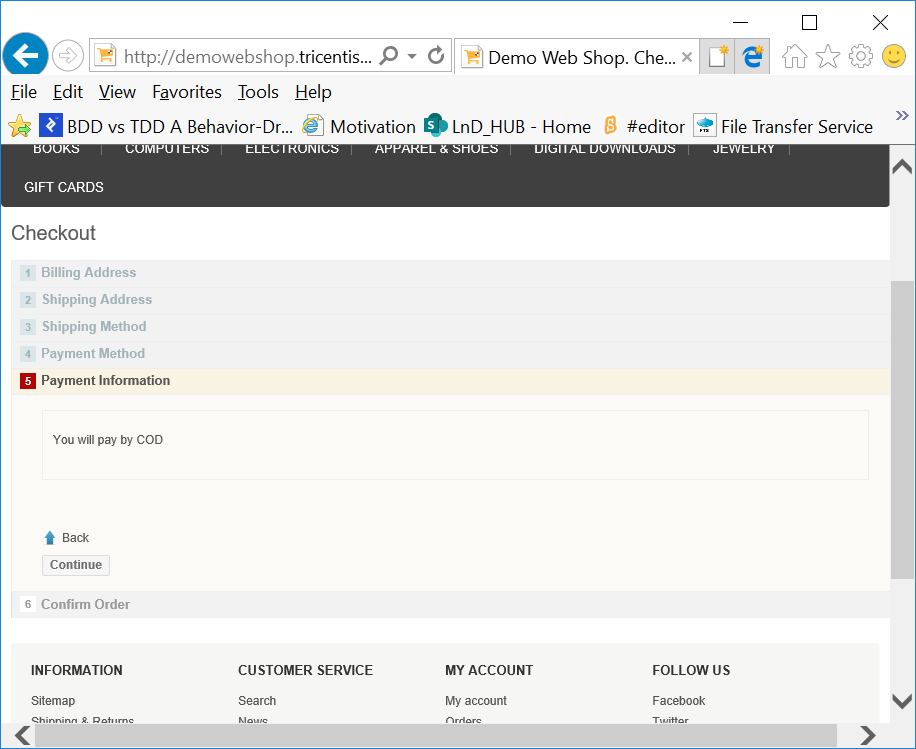 http://demowebshop.tricentis...
Demo Web Shop. Che...
File Edit View Favorites Tools Help
BDD vs TDD A Behavior-Dr... Motivation LnD_HUB - Home #editor File Transfer Service
BOOKS COMPUTERS ELECTRONICS APPAREL & SHOES DIGITAL DOWNLOADS JEWELRY
GIFT CARDS
Checkout
1 Billing Address
2 Shipping Address
3 Shipping Method
4 Payment Method
5 Payment Information
You will pay by COD
Back
Continue
6 Confirm Order
INFORMATION CUSTOMER SERVICE MY ACCOUNT FOLLOW US
Sitemap Search My account Facebook
Shipping & Returns News Orders Twitter